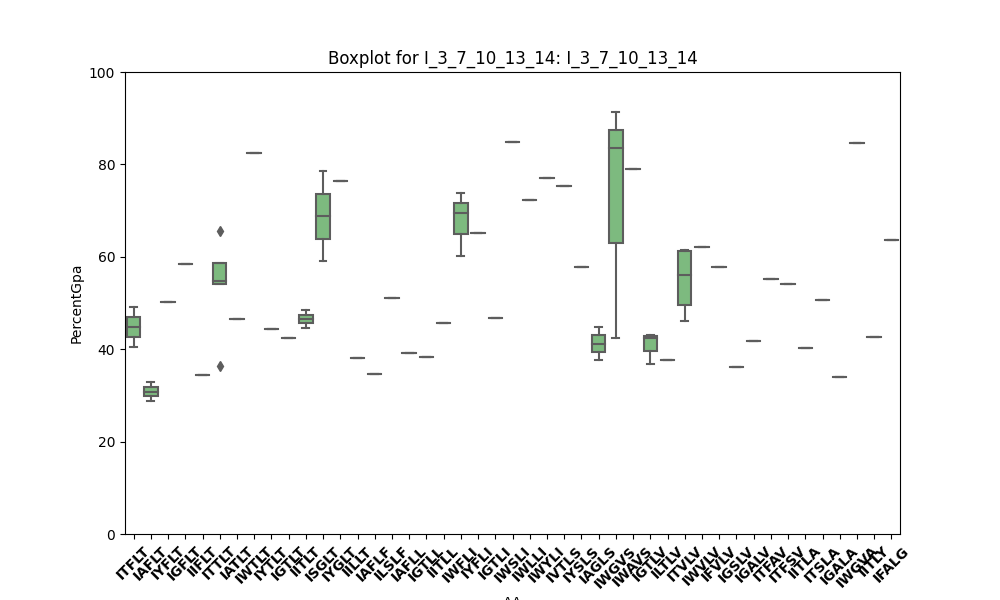 Boxplot for I_3_7_10_13_14: I_3_7_10_13_14
PercentGpa
100
80
60
40
20
0
ITFLT
IAFLT
IYFLT
IGFLT
IIFLT
ITTLT
IATLT
IWTLT
IYTLT
IGTLT
IITLT
ISGLT
IYGLT
IILLT
IAFLF
ILSLF
IAFLL
IGTLL
IITLL
IWFLI
IYFLI
IGTLI
IWSLI
IWLLI
IWYLI
IVTLS
IYSLS
IAGLS
IWGVS
IWAVS
IGTLV
ILTLV
ITVLV
IWVLV
IFVLV
IGSLV
IGALV
ITFAV
ITFSV
IITLA
ITSLA
IGALA
IWGVA
IITLY
IFALG